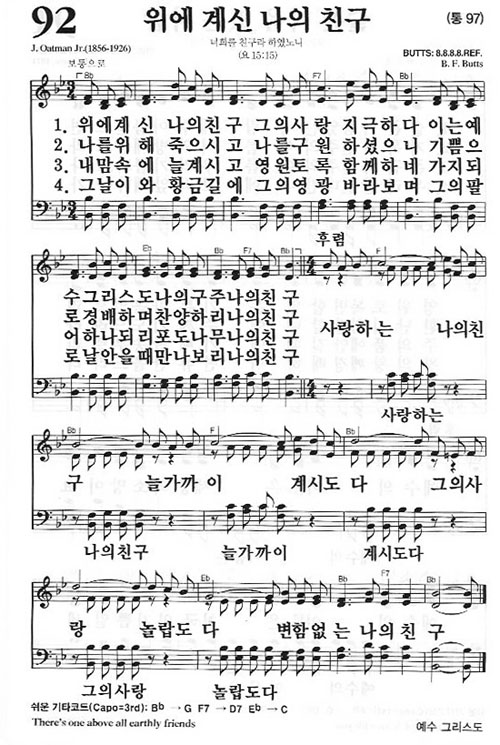 92 위에 계신 나의 친구 (통 97)
너희를 친구라 하였노니
(요 15:15)
J. Oatman Jr.(1856-1926)
BUTTS: 8.8.8.8.REF.
B. F. Butts
보통으로
Bb F7 Bb
1. 위에계 신 나의친 구 그의사 랑 지극하 다 이는예
2. 나를위 해 죽으시 고 나를구 원 하셨으 니 기쁨으
3. 내맘속 에 늘계시 고 영원토 록 함께하 네 가지되
4. 그날이 와 황금길 에 그의영 광 바라보 며 그의팔
후렴
Eb Bb F7 Bb F
수그리스 도나의구 주나의친 구
로경배하 며찬양하 리나의친 구
어하나되 리포도나 무나의친 구
로날안을 때만나보 리나의친 구
사랑하 는 나의친
사랑하는
Bb F Bb
구 늘가까 이 계시도 다 그의사
나의친구 늘가까이 계시도다
Eb Bb F7 Bb
랑 놀랍도 다 변함없 는 나의 친 구
그의사랑 놀랍도다
쉬운 기타코드(Capo=3rd): Bb → G F7 → D7 Eb → C
There's one above all earthly friends
예수 그리스도